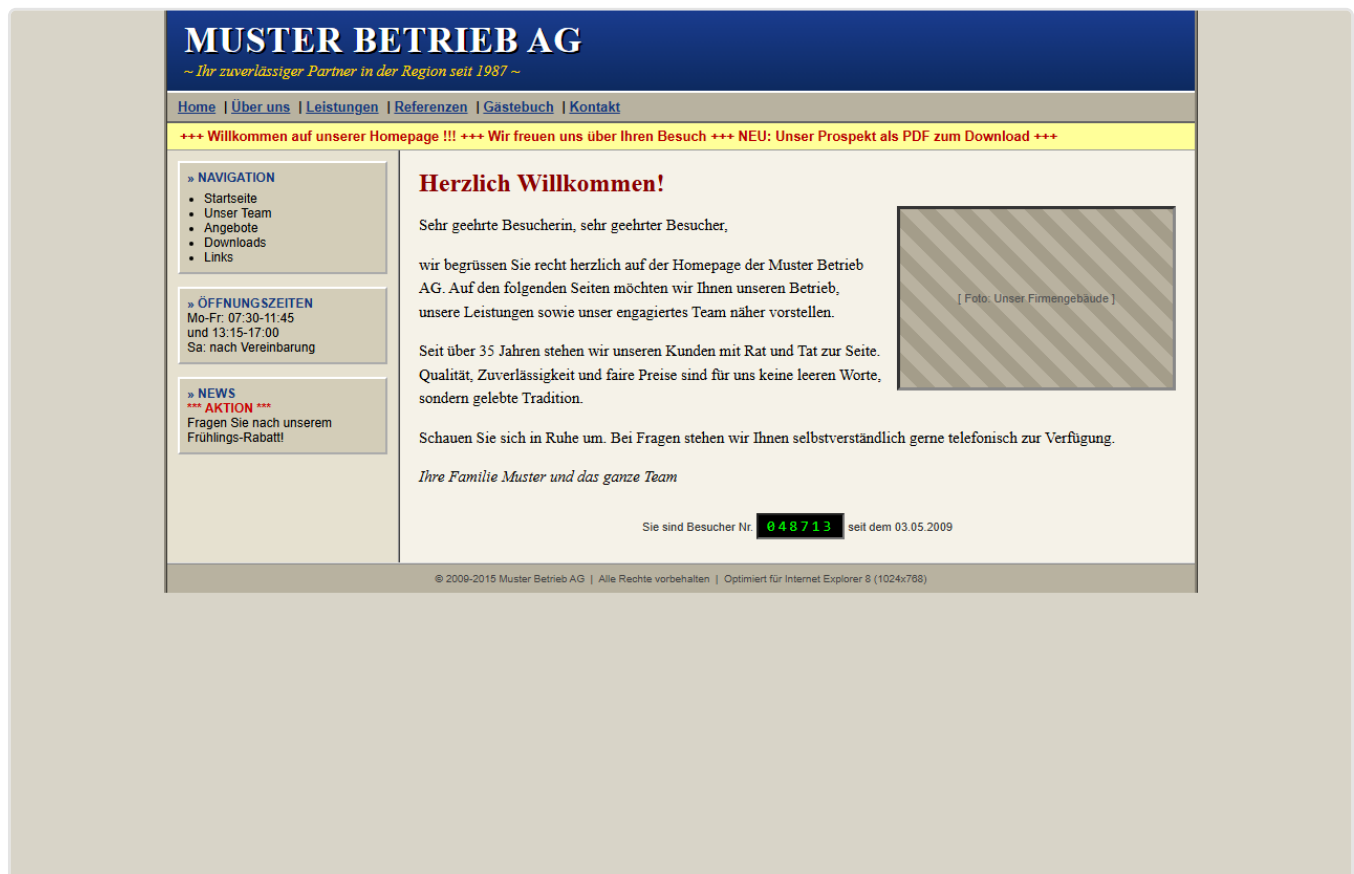 MUSTER BETRIEB AG
~ Ihr zuverlässiger Partner in der Region seit 1987 ~
Home | Über uns | Leistungen | Referenzen | Gästebuch | Kontakt
+++ Willkommen auf unserer Homepage !!! +++ Wir freuen uns über Ihren Besuch +++ NEU: Unser Prospekt als PDF zum Download +++
» NAVIGATION
Startseite
Unser Team
Angebote
Downloads
Links
» ÖFFNUNGSZEITEN
Mo-Fr: 07:30-11:45
und 13:15-17:00
Sa: nach Vereinbarung
» NEWS
*** AKTION ***
Fragen Sie nach unserem
Frühlings-Rabatt!
Herzlich Willkommen!
Sehr geehrte Besucherin, sehr geehrter Besucher,
wir begrüssen Sie recht herzlich auf der Homepage der Muster Betrieb
AG. Auf den folgenden Seiten möchten wir Ihnen unseren Betrieb,
unsere Leistungen sowie unser engagiertes Team näher vorstellen.
Seit über 35 Jahren stehen wir unseren Kunden mit Rat und Tat zur Seite.
Qualität, Zuverlässigkeit und faire Preise sind für uns keine leeren Worte,
sondern gelebte Tradition.
[ Foto: Unser Firmengebäude ]
Schauen Sie sich in Ruhe um. Bei Fragen stehen wir Ihnen selbstverständlich gerne telefonisch zur Verfügung.
Ihre Familie Muster und das ganze Team
Sie sind Besucher Nr. 048713 seit dem 03.05.2009
© 2009-2015 Muster Betrieb AG | Alle Rechte vorbehalten | Optimiert für Internet Explorer 8 (1024x768)